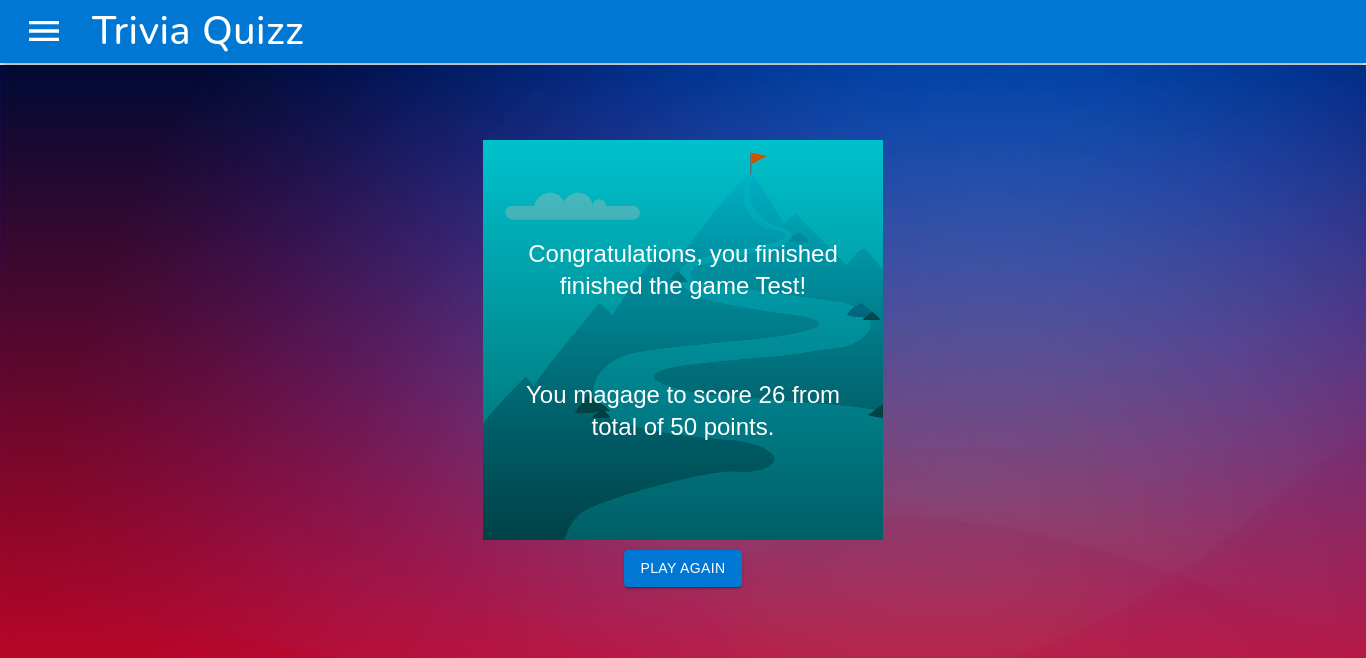 Trivia Quizz
Congratulations, you finished
finished the game Test!
You magage to score 26 from
total of 50 points.
PLAY AGAIN